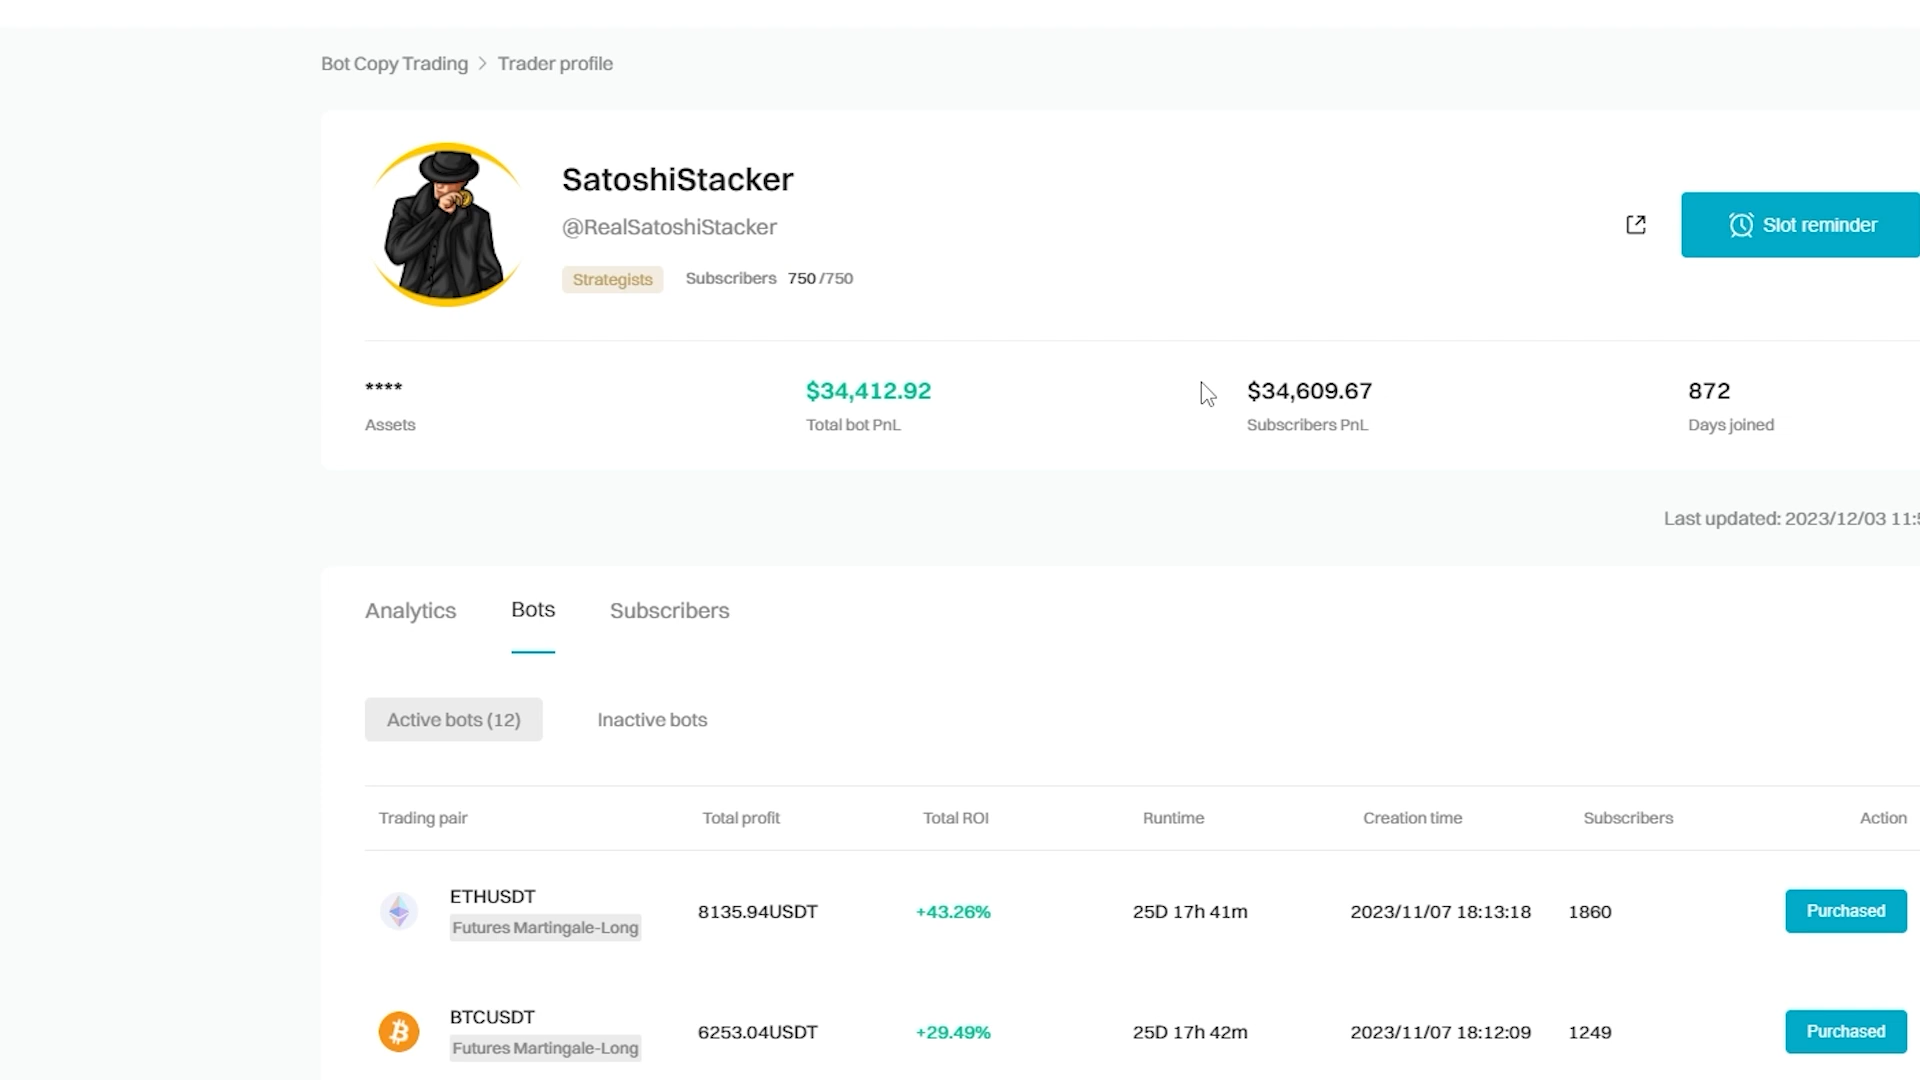 Bot Copy Trading > Trader profile
SatoshiStacker
@RealSatoshiStacker
Slot reminder
Strategists Subscribers 750 /750
**** $34,412.92 $34,609.67 872
Assets Total bot PnL Subscribers PnL Days joined
Last updated: 2023/12/03 11:5
Analytics Bots Subscribers
Active bots (12) Inactive bots
Trading pair Total profit Total ROI Runtime Creation time Subscribers Action
ETHUSDT
Futures Martingale-Long
8135.94USDT +43.26% 25D 17h 41m 2023/11/07 18:13:18 1860 Purchased
BTCUSDT
Futures Martingale-Long
6253.04USDT +29.49% 25D 17h 42m 2023/11/07 18:12:09 1249 Purchased